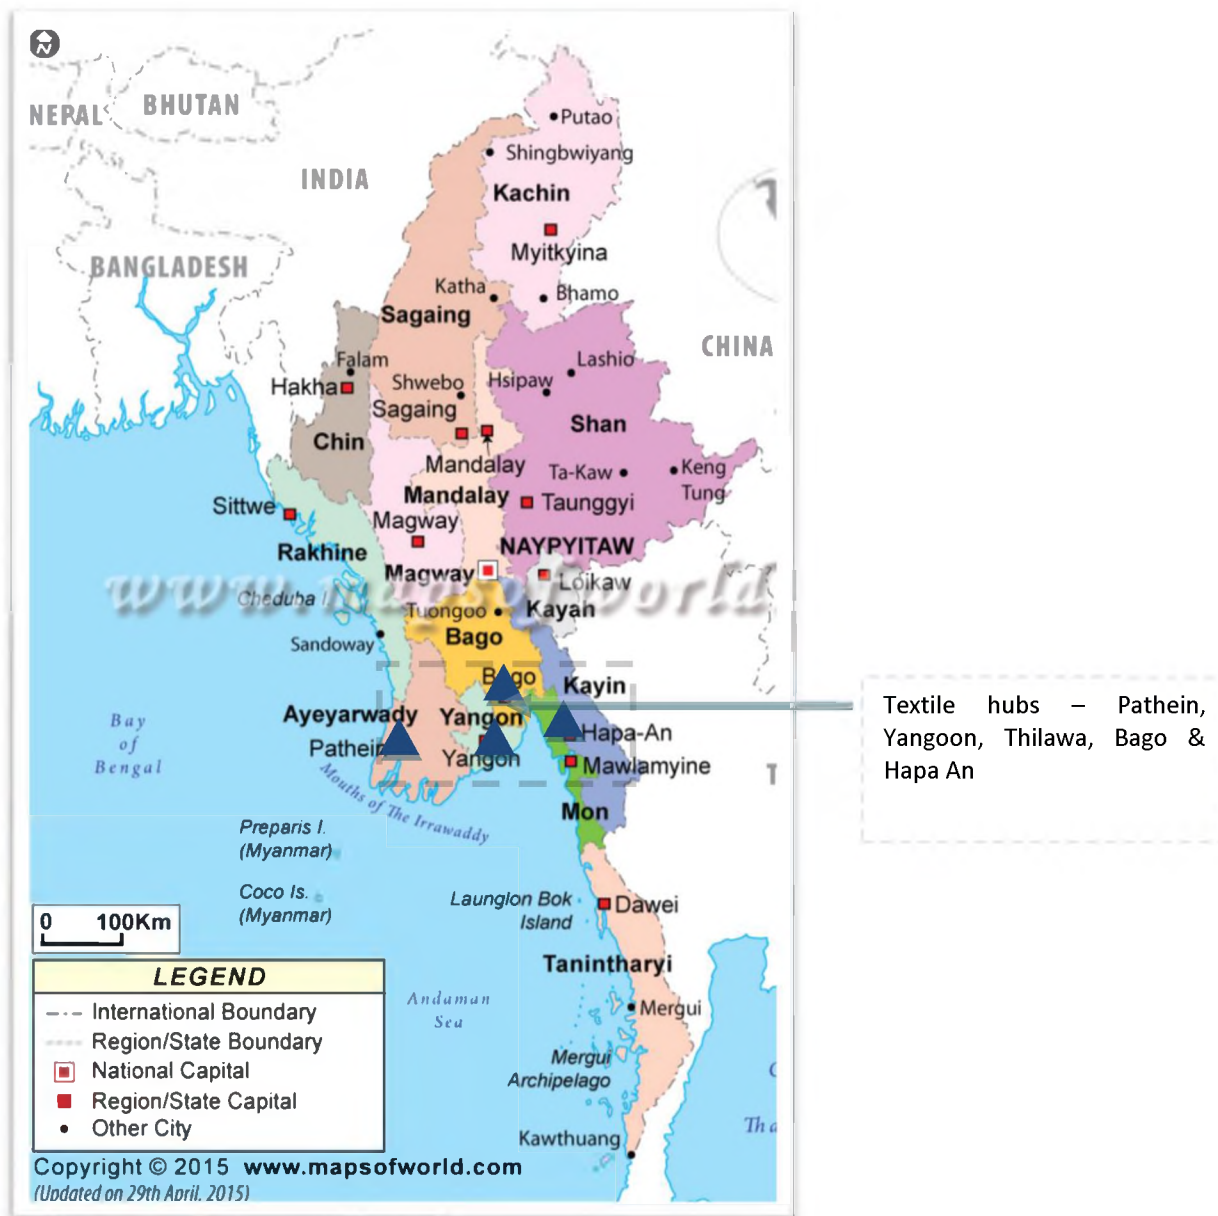 N
NEPAL
BHUTAN
Putao
Shingbwiyang
INDIA
Kachin
Myitkyina
BANGLADESH
Katha
Bhamo
Sagaing
CHINA
Falam
Lashio
Hakha
Shwebo
Hsipaw
Sagaing
Shan
Chin
Mandalay
Ta-Kaw
Keng
Tung
Mandalay
Taunggyi
Sittwe
Magway
Rakhine
NAYPYITAW
Magway
Loikaw
www.mapsofworld
Cheduba I.
Tuongoo
Kayan
Bago
Sandoway
Bago
Kayin
Ayeyarwady
Yangon
Hapa-An
Pathein
Yangon
Mawlamyine
Bay
of
Bengal
Mouths of The Irrawaddy
Mon
Textile hubs – Pathein,
Yangoon, Thilawa, Bago &
Hapa An
Preparis I.
(Myanmar)
Coco Is.
(Myanmar)
Launglon Bok
Island
Dawei
0 100Km
Tanintharyi
LEGEND
International Boundary
Region/State Boundary
National Capital
Region/State Capital
Other City
Andaman
Sea
Mergui
Mergui
Archipelago
Kawthuang
Copyright © 2015 www.mapsofworld.com
(Updated on 29th April, 2015)